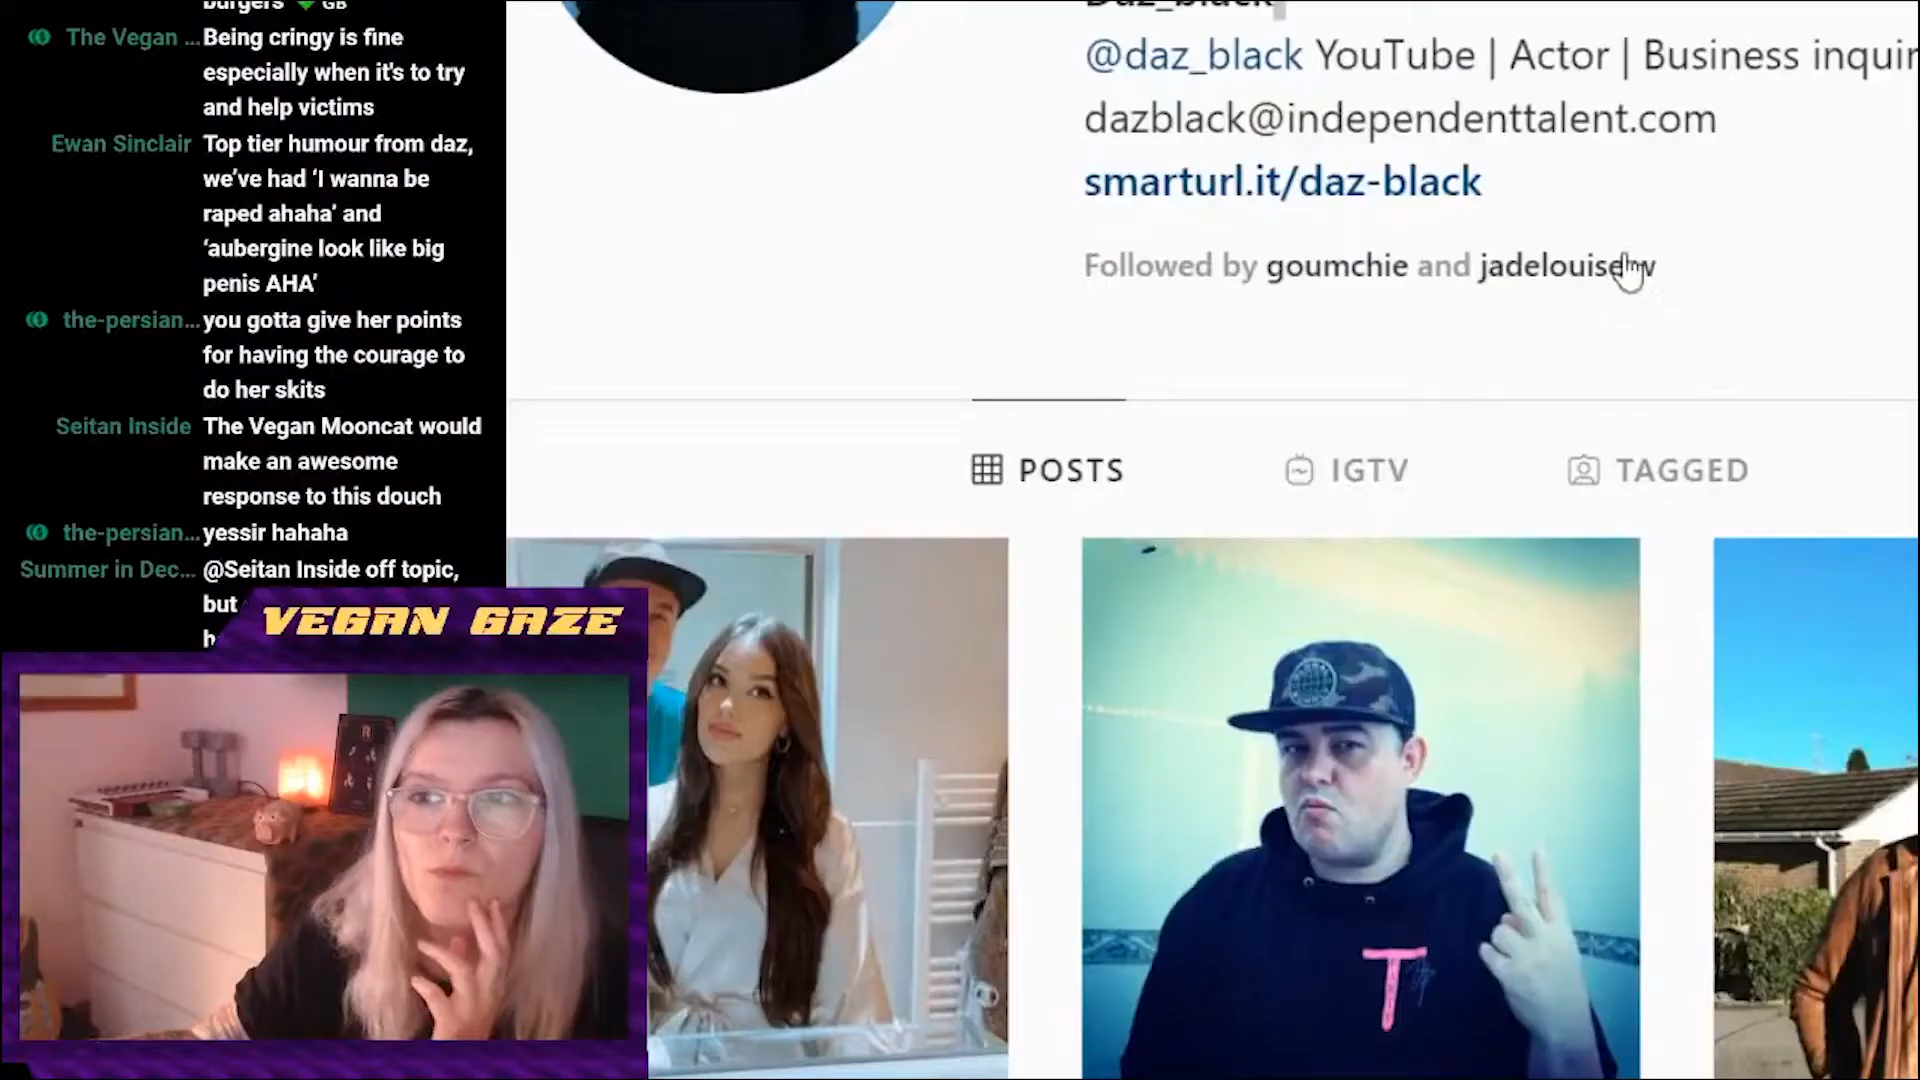 burgers GB
The Vegan ... Being cringy is fine
especially when it's to try
and help victims
Ewan Sinclair Top tier humour from daz,
we've had ‘I wanna be
raped ahaha’ and
‘aubergine look like big
penis AHA’
the-persian... you gotta give her points
for having the courage to
do her skits
Seitan Inside The Vegan Mooncat would
make an awesome
response to this douch
the-persian... yessir hahaha
Summer in Dec... @Seitan Inside off topic,
but
VEGAN GAZE
Daz_black
@daz_black YouTube | Actor | Business inquir
dazblack@independenttalent.com
smarturl.it/daz-black
Followed by goumchie and
POSTS IGTV TAGGED
T